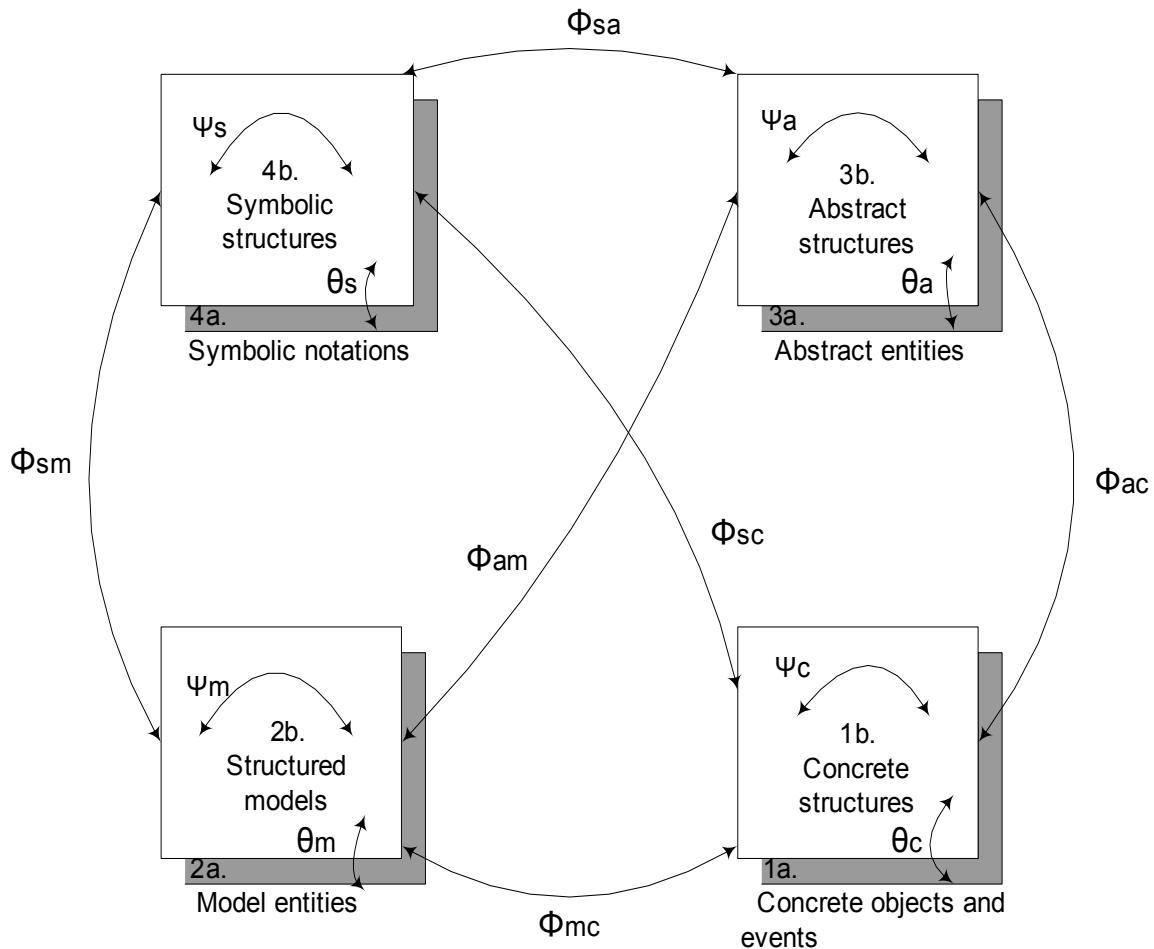 Φsa
Ψs
4b.
Symbolic
structures
θs
4a.
Symbolic notations
Ψa
3b.
Abstract
structures
θa
3a.
Abstract entities
Φsm
Φam
Φsc
Φac
Ψm
2b.
Structured
models
θm
2a.
Model entities
Ψc
1b.
Concrete
structures
θc
1a.
Concrete objects and
events
Φmc